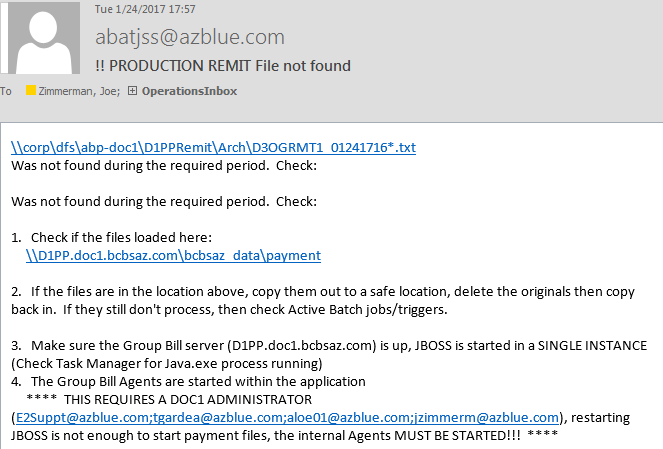 Tue 1/24/2017 17:57
abatjss@azblue.com
!! PRODUCTION REMIT File not found
To Zimmerman, Joe; OperationsInbox
\\corp\dfs\abp-doc1\D1PPRemit\Arch\D3OGRMT1_01241716*.txt
Was not found during the required period.  Check:
Was not found during the required period.  Check:
1.   Check if the files loaded here:
\\D1PP.doc1.bcbsaz.com\bcbsaz_data\payment
2.   If the files are in the location above, copy them out to a safe location, delete the originals then copy
back in.  If they still don't process, then check Active Batch jobs/triggers.
3.   Make sure the Group Bill server (D1PP.doc1.bcbsaz.com) is up, JBOSS is started in a SINGLE INSTANCE
(Check Task Manager for Java.exe process running)
4.   The Group Bill Agents are started within the application
****  THIS REQUIRES A DOC1 ADMINISTRATOR
(E2Suppt@azblue.com;tgardea@azblue.com;aloe01@azblue.com;jzimmerm@azblue.com), restarting
JBOSS is not enough to start payment files, the internal Agents MUST BE STARTED!!!  ****